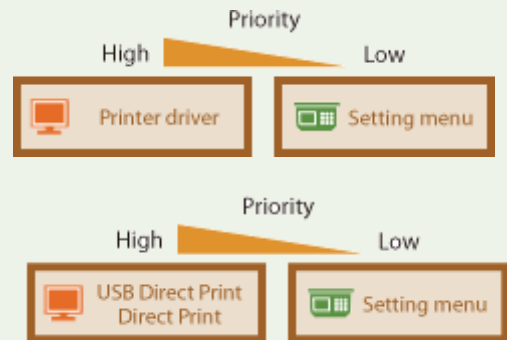 Priority
High Low
Printer driver Setting menu
Priority
High Low
USB Direct Print
Direct Print
Setting menu